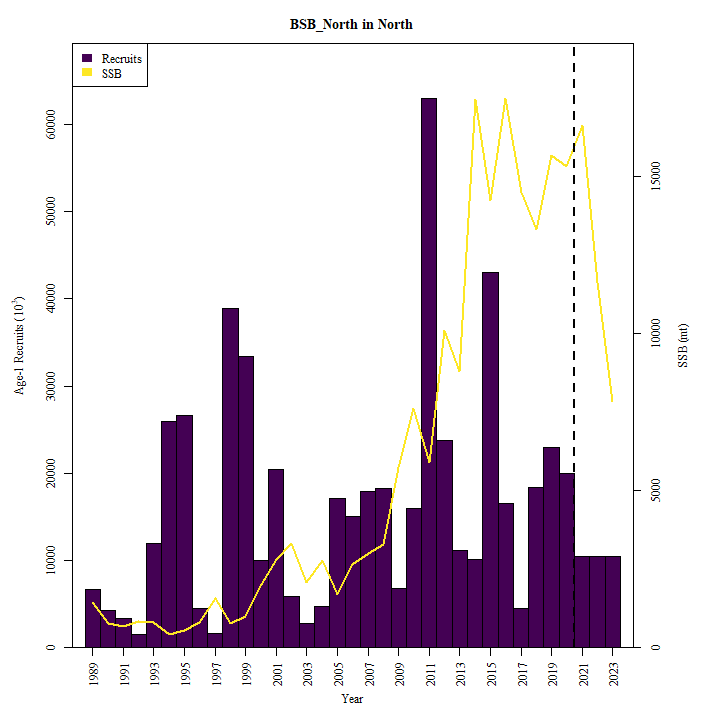 BSB_North in North
Recruits
SSB
Age-1 Recruits (10³)
0
10000
20000
30000
40000
50000
60000
SSB (mt)
0
5000
10000
15000
1989 1991 1993 1995 1997 1999 2001 2003 2005 2007 2009 2011 2013 2015 2017 2019 2021 2023
Year